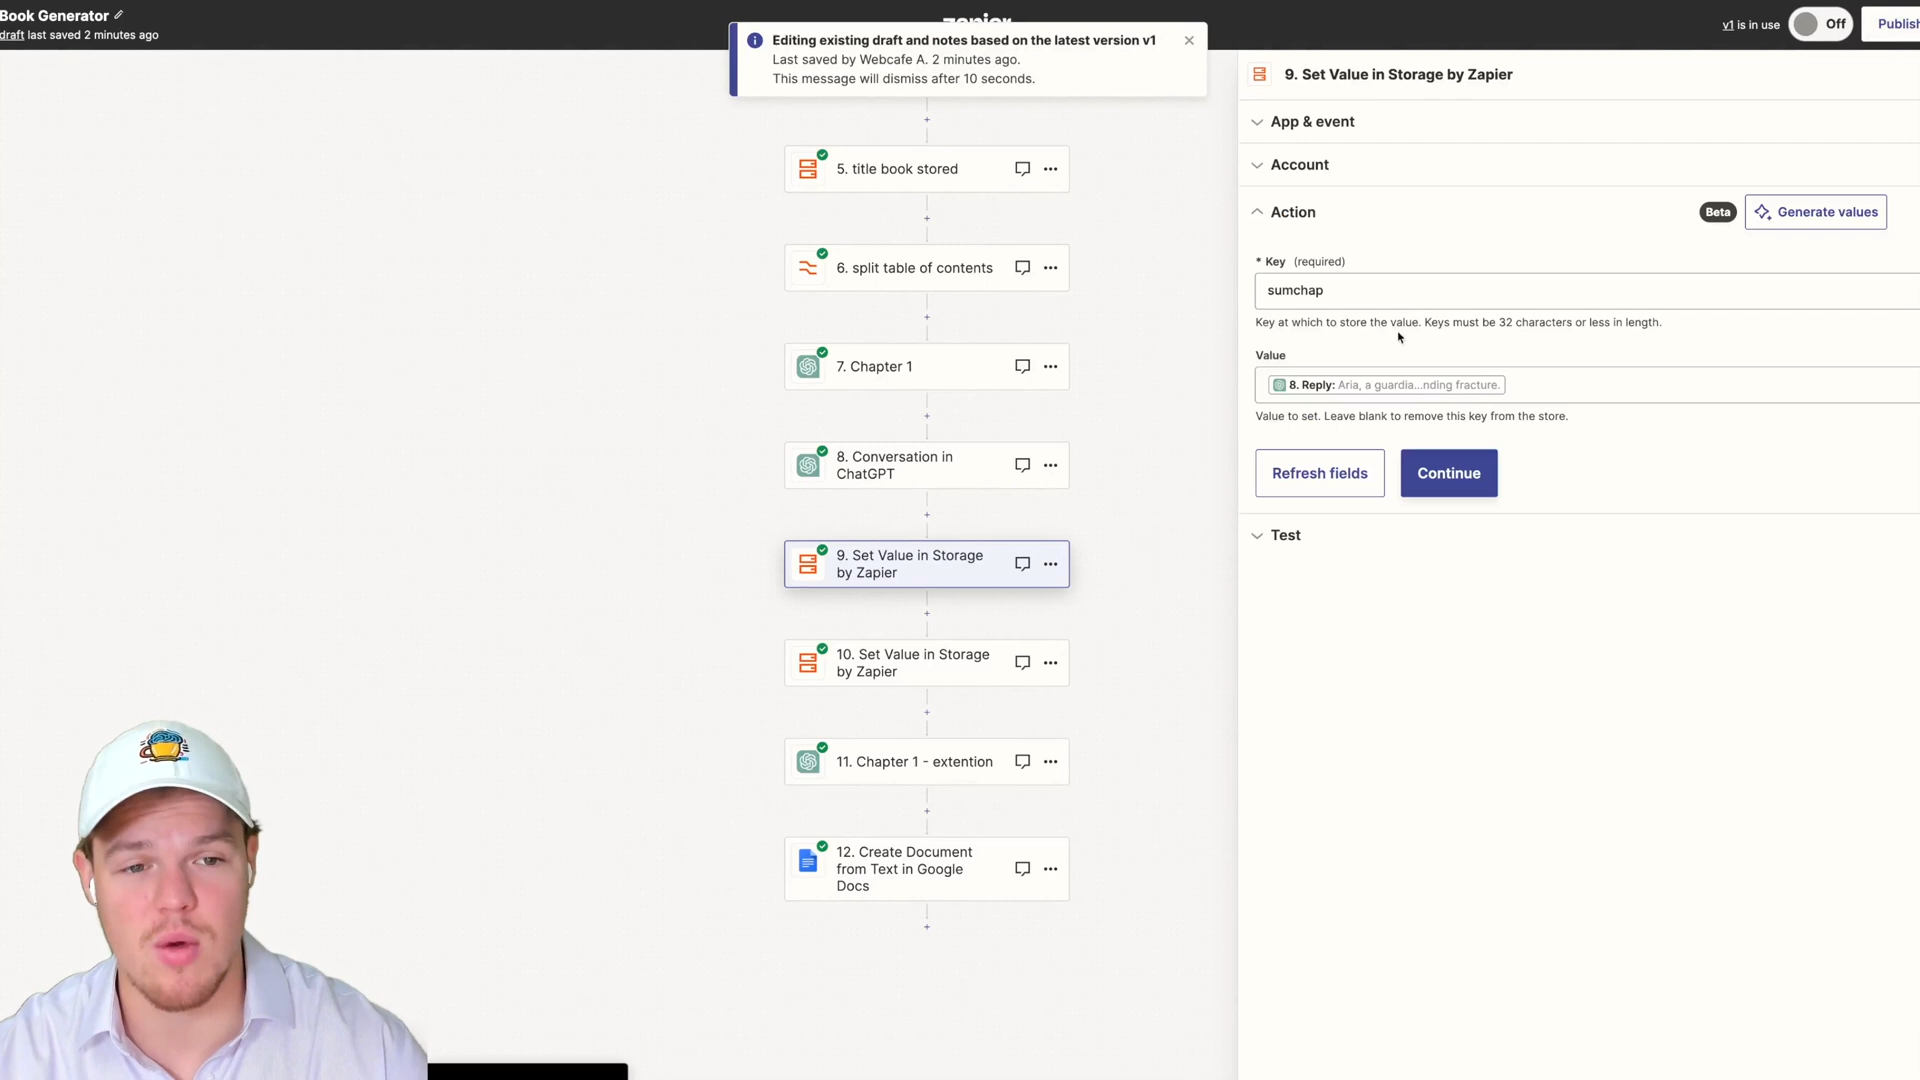 Book Generator
draft last saved 2 minutes ago
zapier
v1 is in use
Off
Publish
Editing existing draft and notes based on the latest version v1
Last saved by Webcafe A. 2 minutes ago.
This message will dismiss after 10 seconds.
5. title book stored
6. split table of contents
7. Chapter 1
8. Conversation in
ChatGPT
9. Set Value in Storage
by Zapier
10. Set Value in Storage
by Zapier
11. Chapter 1 - extention
12. Create Document
from Text in Google
Docs
9. Set Value in Storage by Zapier
App & event
Account
Action
Beta
Generate values
* Key (required)
sumchap
Key at which to store the value. Keys must be 32 characters or less in length.
Value
8. Reply: Aria, a guardia...nding fracture.
Value to set. Leave blank to remove this key from the store.
Refresh fields
Continue
Test